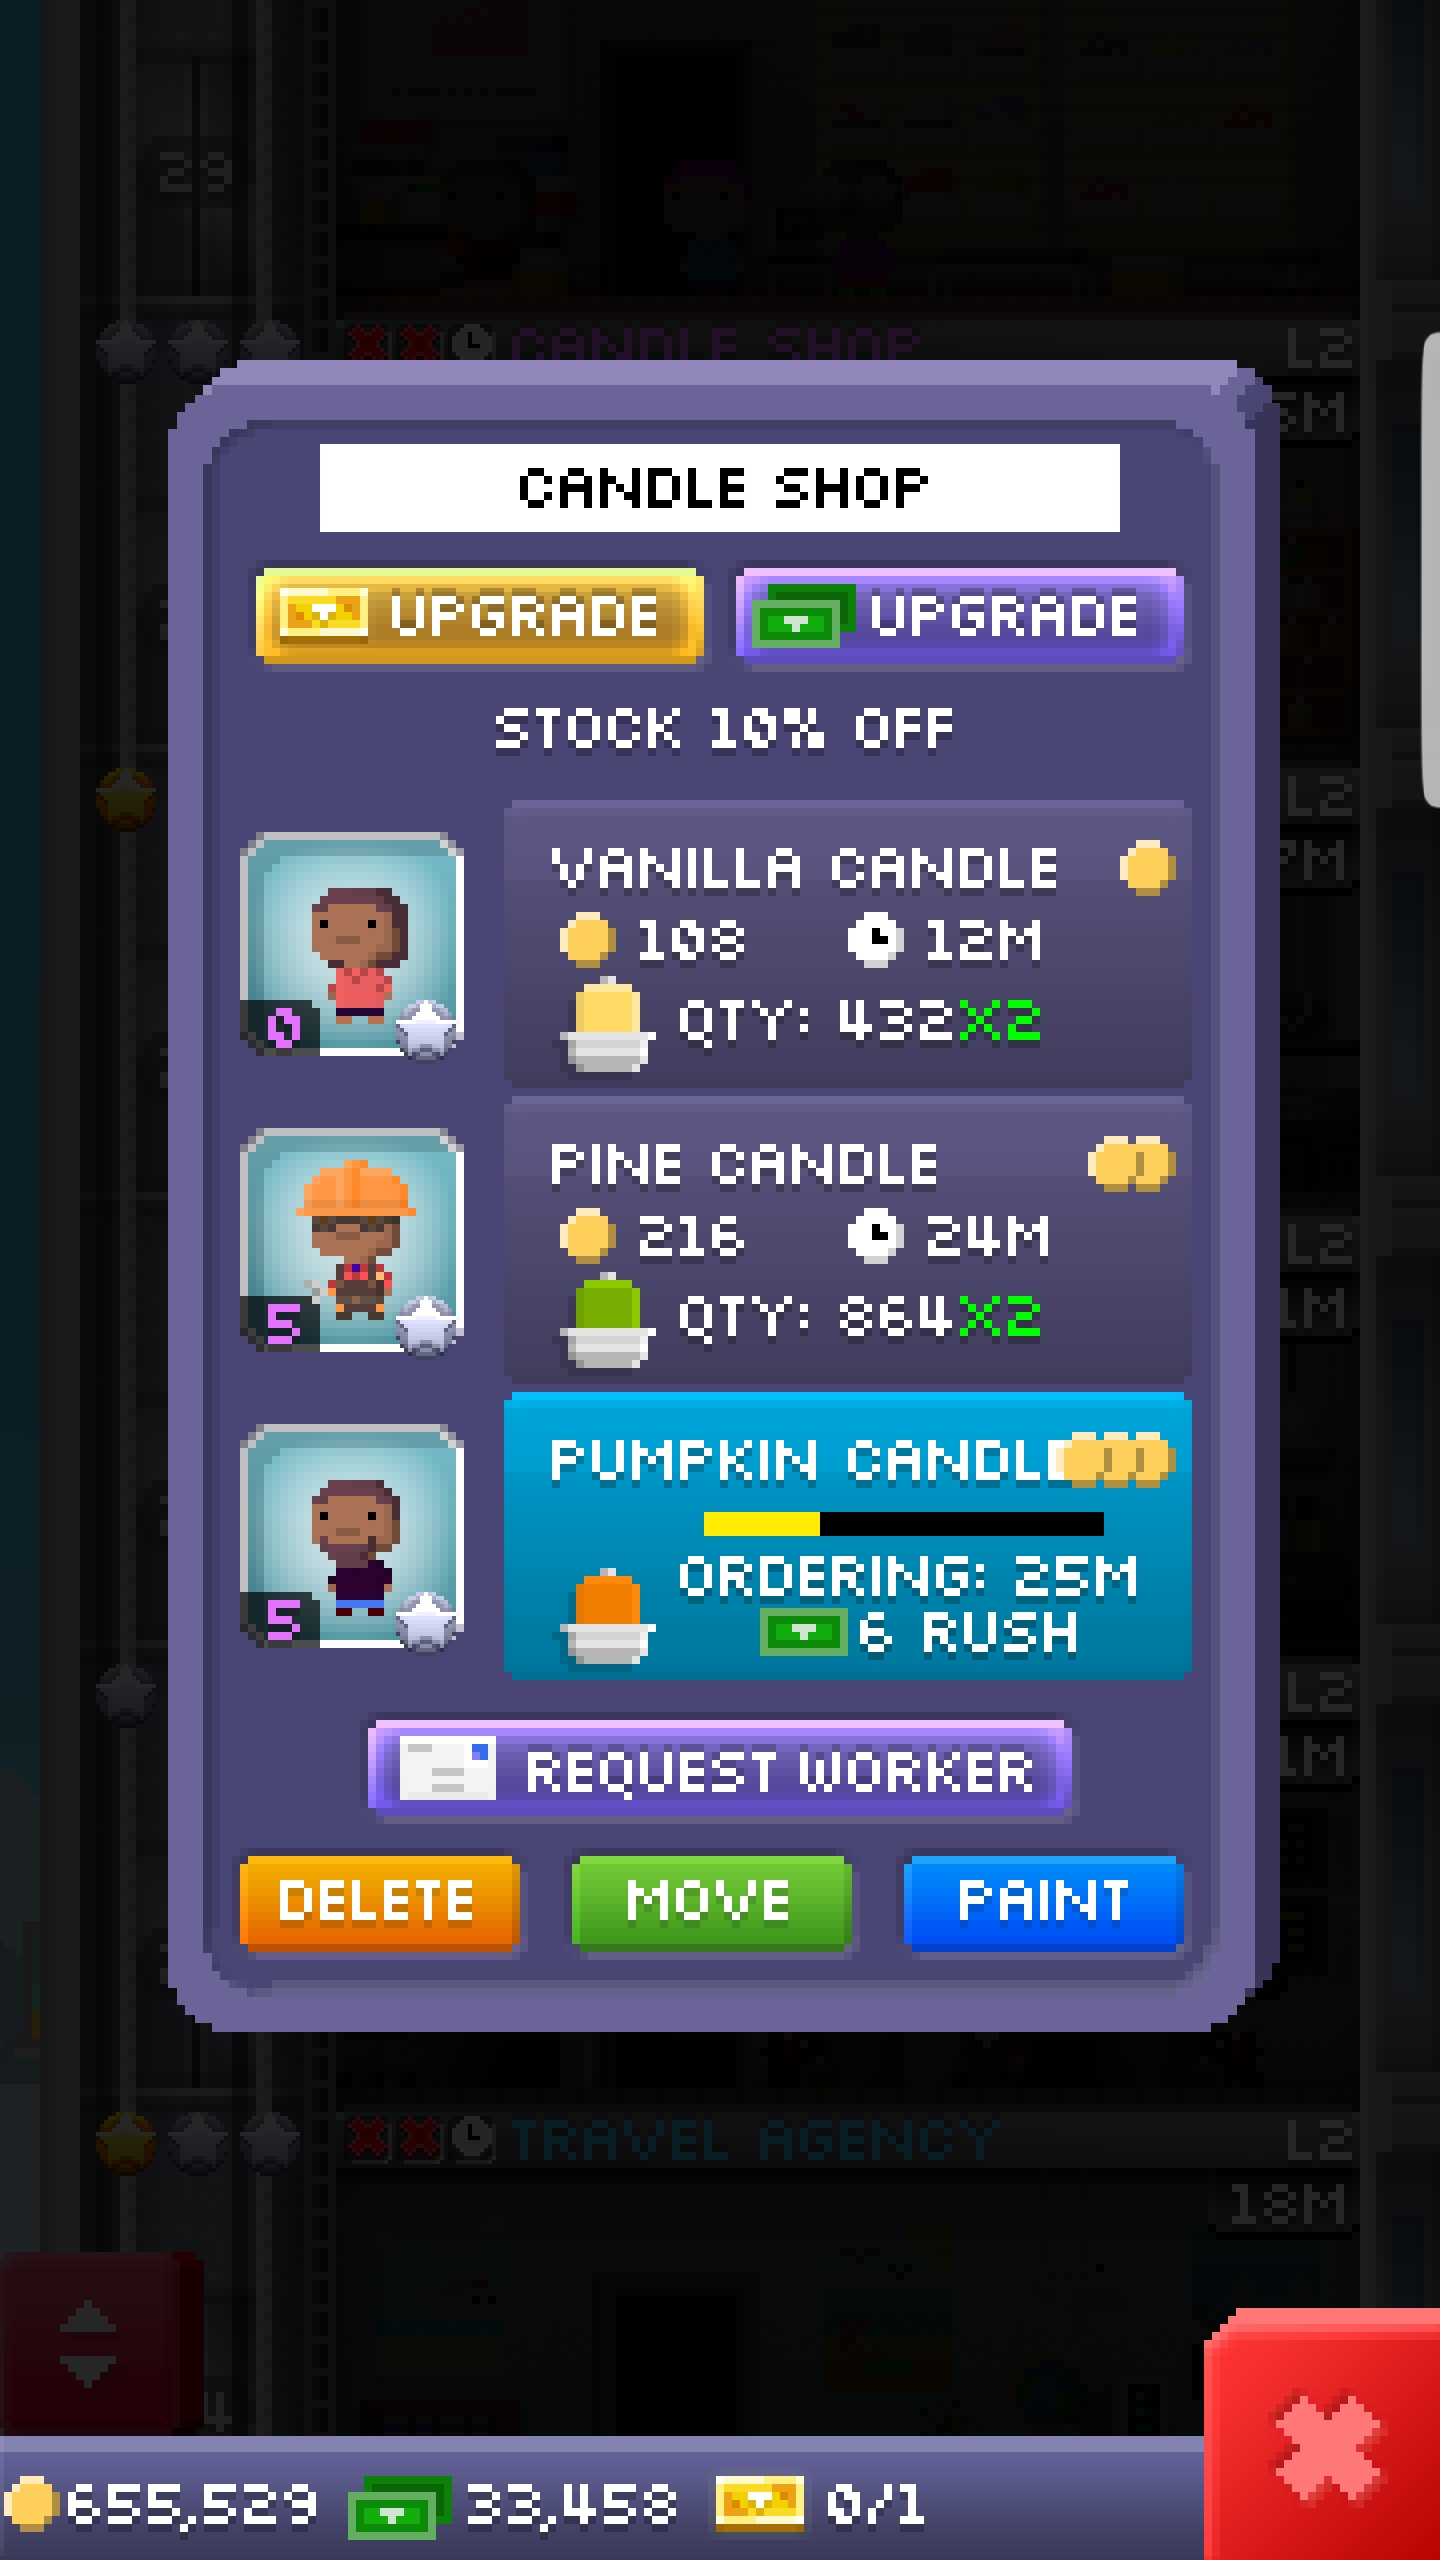 29
CANDLE SHOP
L2
5M
CANDLE SHOP
UPGRADE
UPGRADE
STOCK 10% OFF
L2
7M
VANILLA CANDLE
108
12M
0
QTY: 432X2
PINE CANDLE
216
24M
L2
5
QTY: 864X2
1M
PUMPKIN CANDL
ORDERING: 25M
5
6 RUSH
L2
REQUEST WORKER
1M
DELETE
MOVE
PAINT
TRAVEL AGENCY
L2
18M
4
655,529
33,458
0/1